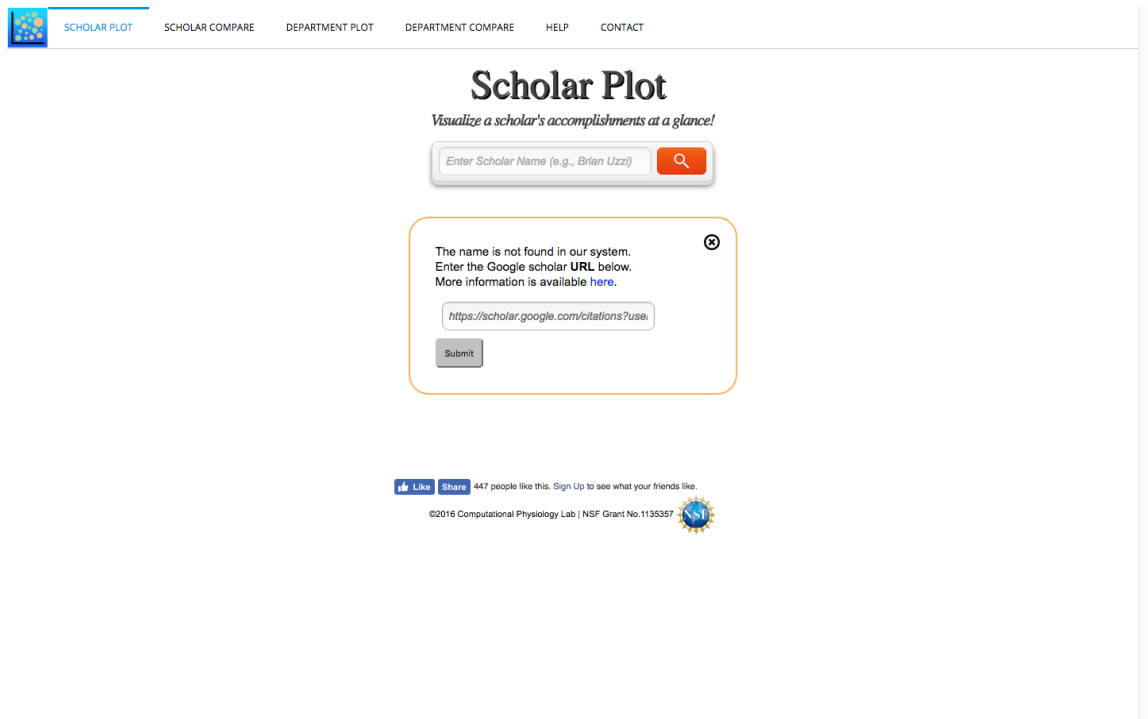 SCHOLAR PLOT SCHOLAR COMPARE DEPARTMENT PLOT DEPARTMENT COMPARE HELP CONTACT
Scholar Plot
Visualize a scholar's accomplishments at a glance!
Enter Scholar Name (e.g., Brian Uzzi)
The name is not found in our system.
Enter the Google scholar URL below.
More information is available here.
https://scholar.google.com/citations?use
Submit
Like Share 447 people like this. Sign Up to see what your friends like.
©2016 Computational Physiology Lab | NSF Grant No.1135357 NSF